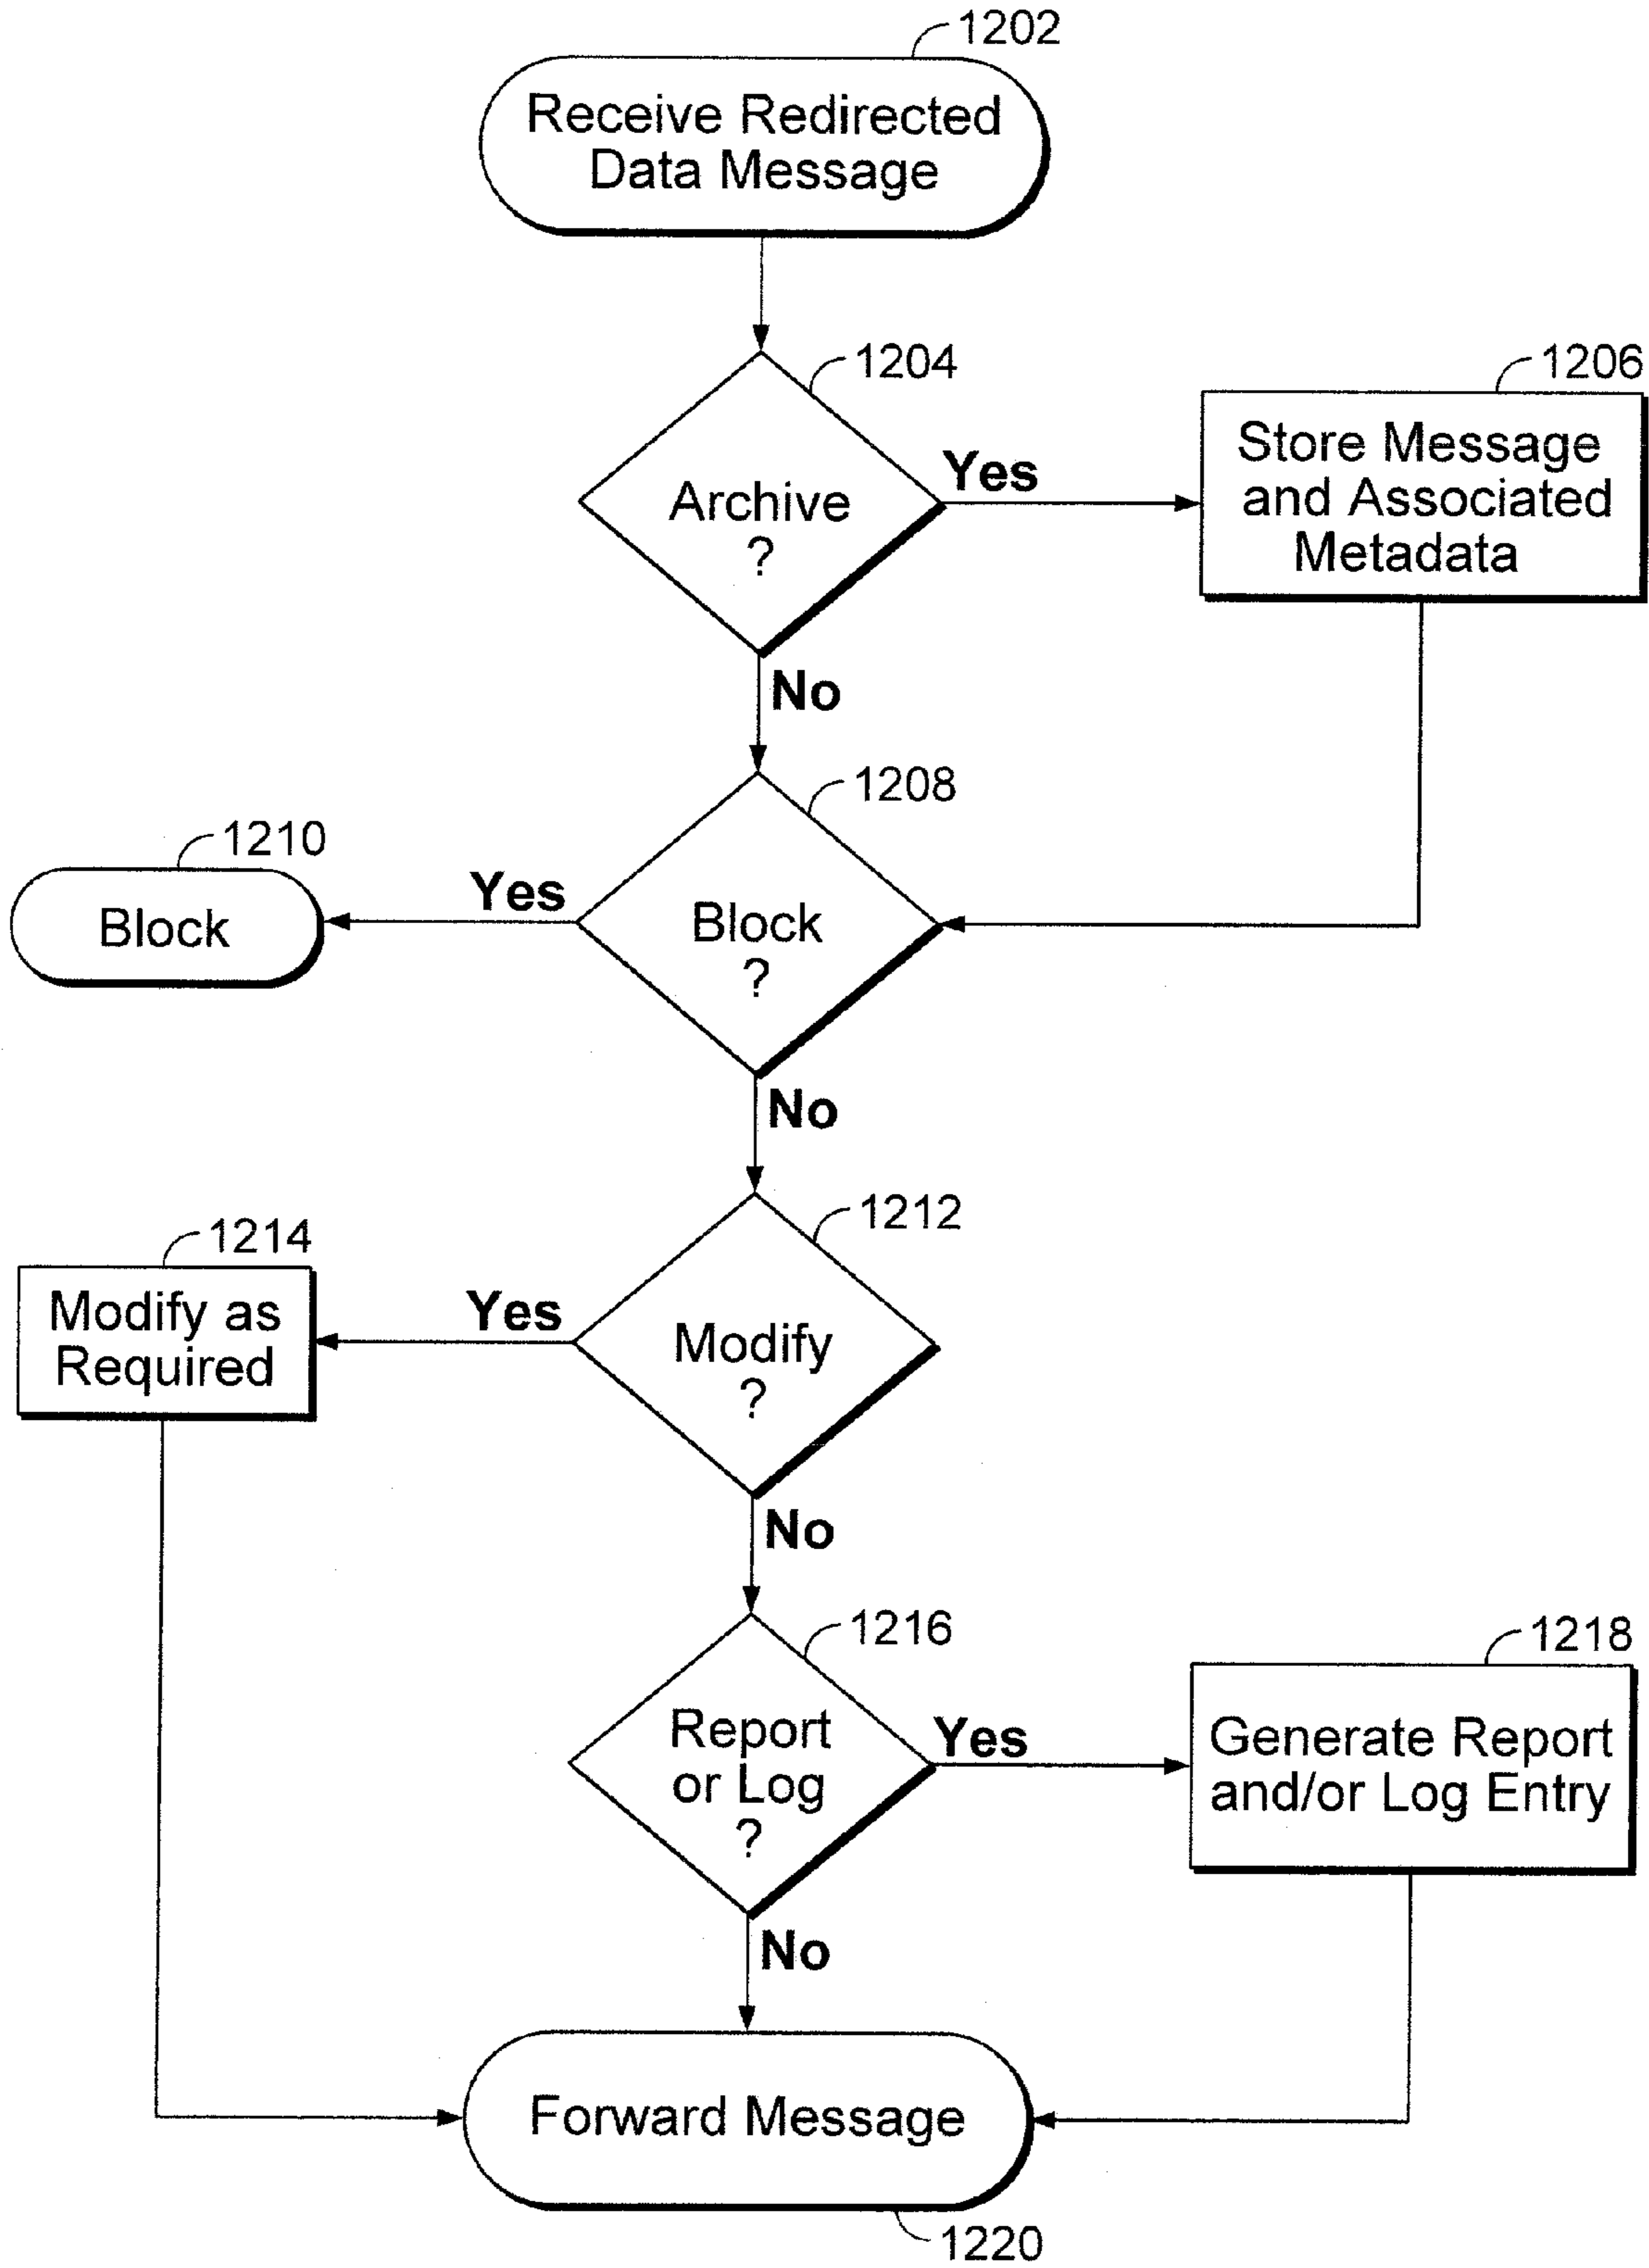 1202
Receive Redirected
Data Message
1204
Archive
?
Yes
1206
Store Message
and Associated
Metadata
No
1208
Block
?
Yes
1210
Block
No
1212
Modify
?
Yes
1214
Modify as
Required
No
1216
Report
or Log
?
Yes
1218
Generate Report
and/or Log Entry
No
Forward Message
1220